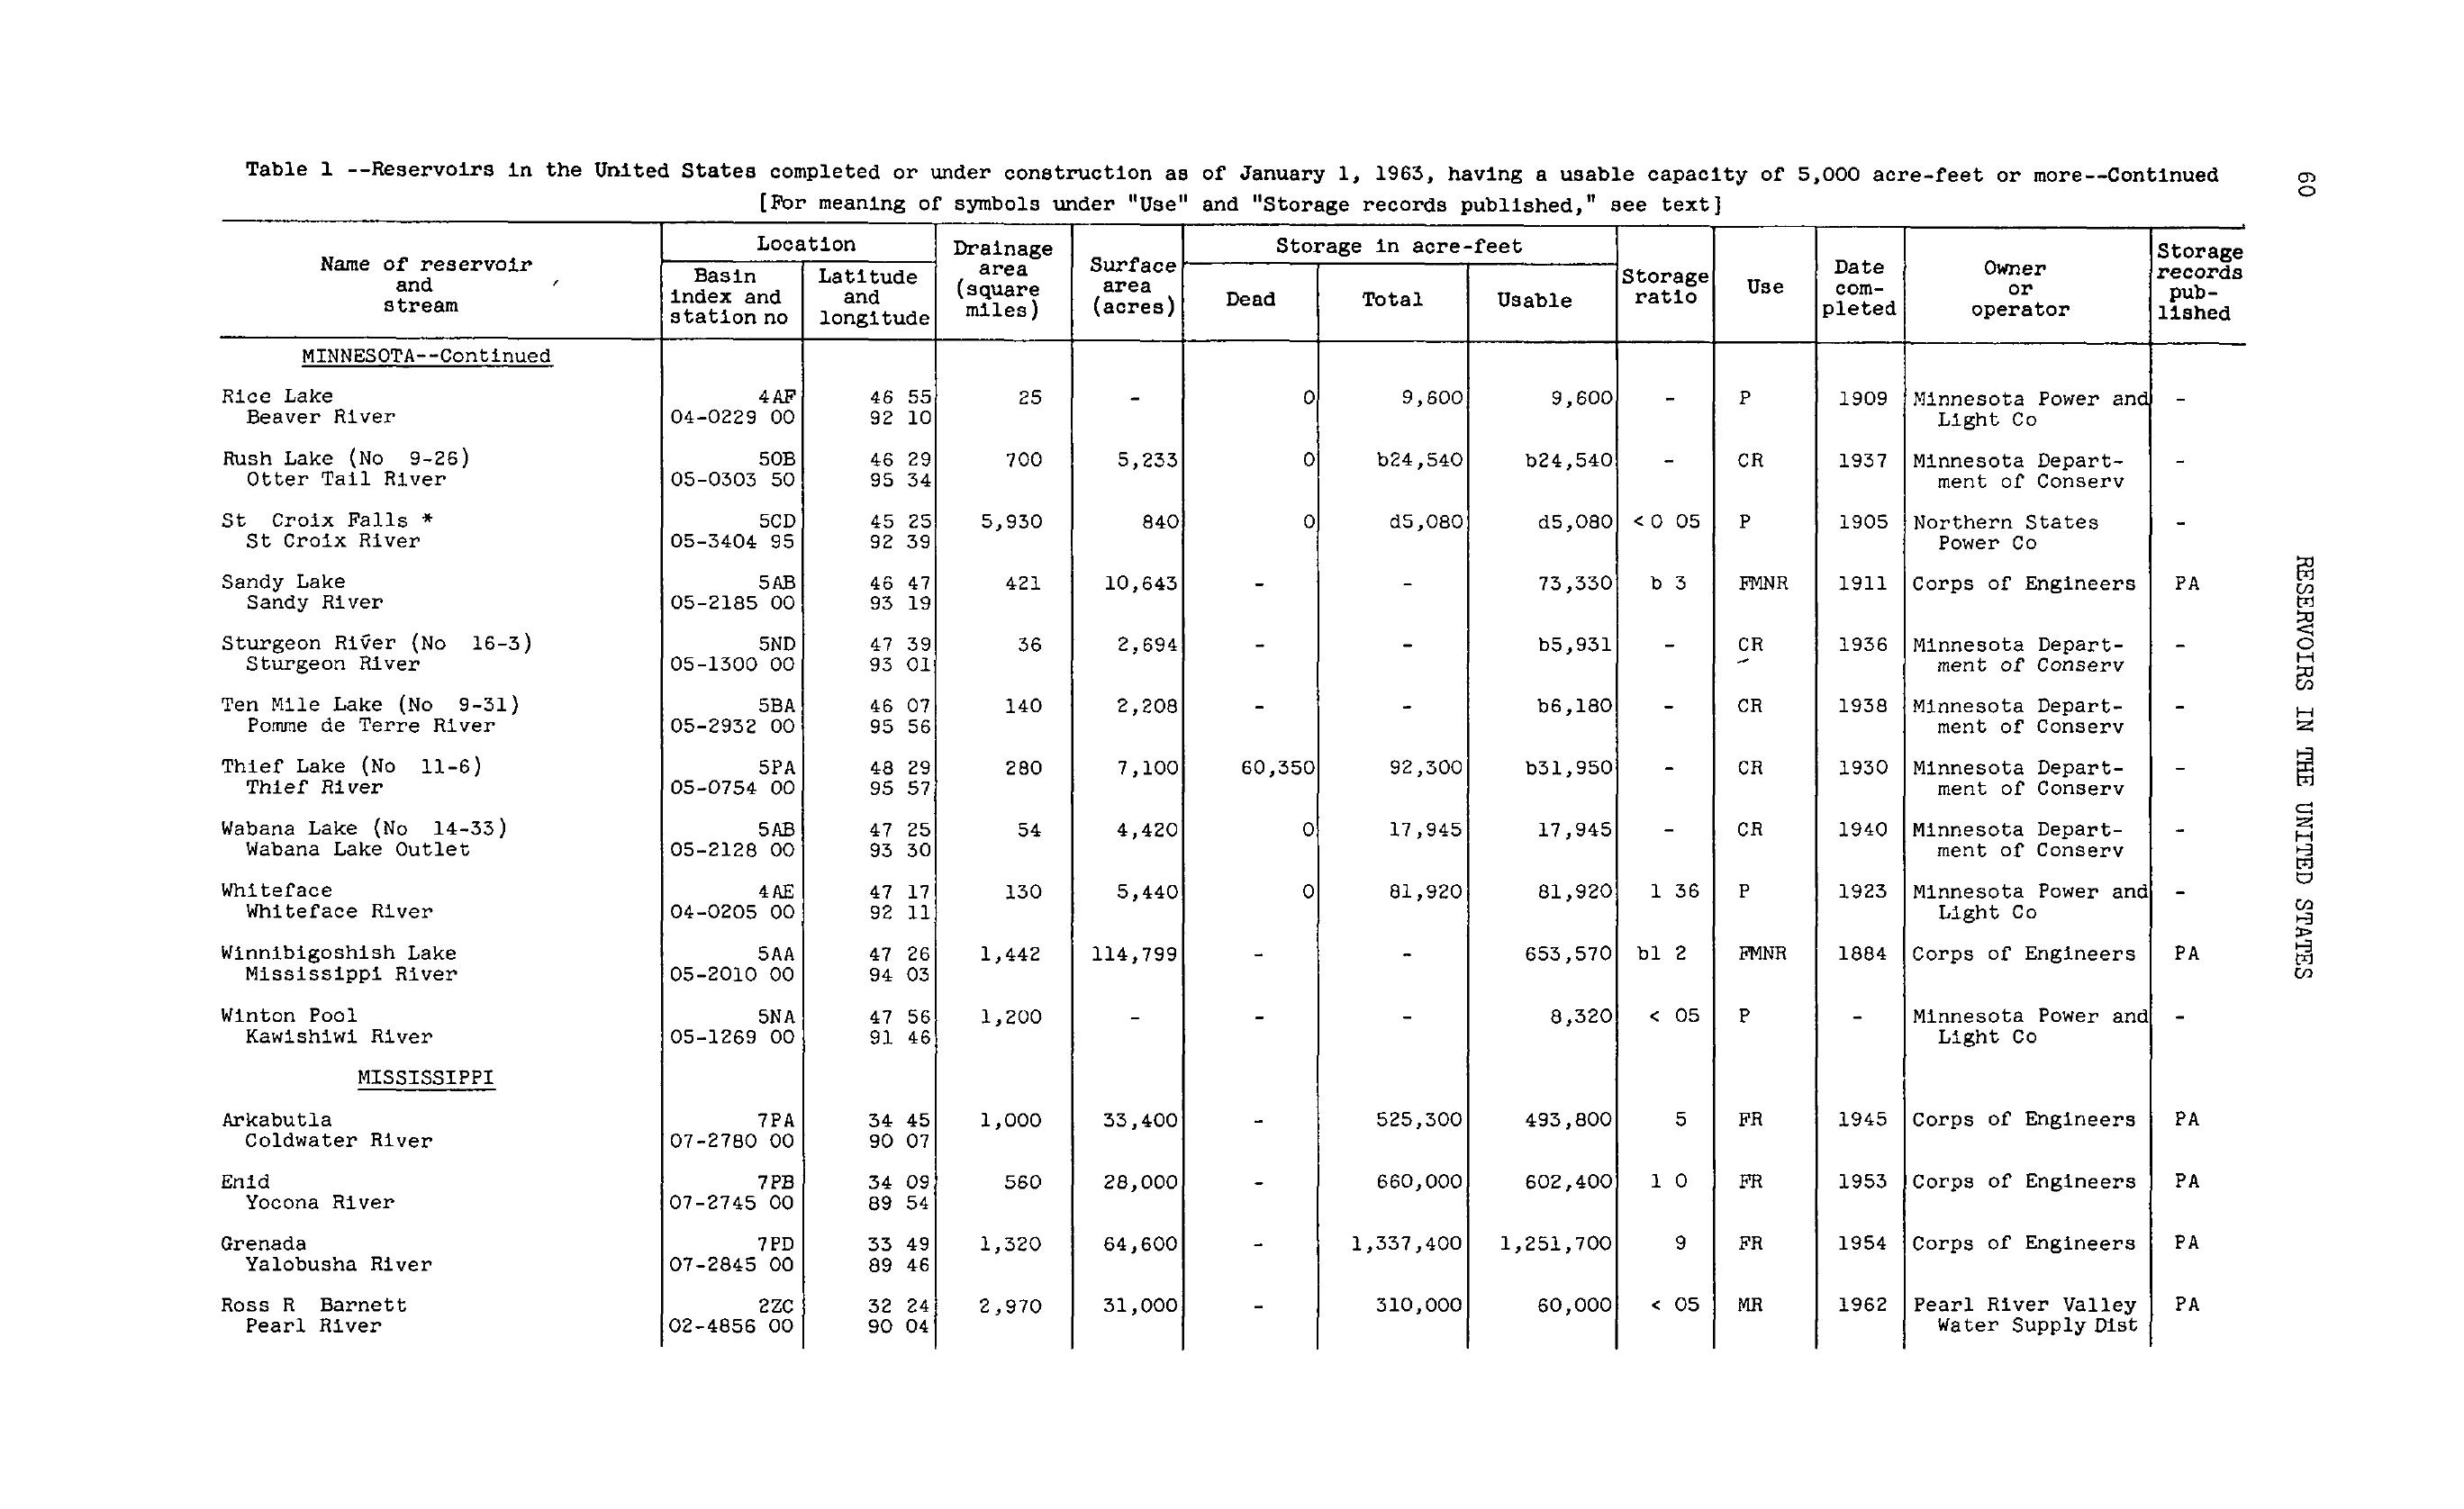 Table 1 --Reservoirs in the United States completed or under construction as of January 1, 1963, having a usable capacity of 5,000 acre-feet or more--Continued
60
[For meaning of symbols under "Use" and "Storage records published," see text]
Name of reservoir and stream | Location | Drainage area (square miles) | Surface area (acres) | Storage in acre-feet | Storage ratio | Use | Date com-pleted | Owner or operator | Storage records pub-lished
Basin index and station no | Latitude and longitude | Dead | Total | Usable
MINNESOTA--Continued
Rice Lake 4AF 46 55 25 - 0 9,600 9,600 - P 1909 Minnesota Power and -
Beaver River 04-0229 00 92 10 Light Co
Rush Lake (No 9-26) 5OB 46 29 700 5,233 0 b24,540 b24,540 - CR 1937 Minnesota Depart- -
Otter Tail River 05-0303 50 95 34 ment of Conserv
St Croix Falls * 5CD 45 25 5,930 840 0 d5,080 d5,080 <0 05 P 1905 Northern States -
St Croix River 05-3404 95 92 39 Power Co
Sandy Lake 5AB 46 47 421 10,643 - - 73,330 b 3 FMNR 1911 Corps of Engineers PA
Sandy River 05-2185 00 93 19
Sturgeon River (No 16-3) 5ND 47 39 36 2,694 - - b5,931 - CR 1936 Minnesota Depart- -
Sturgeon River 05-1300 00 93 01 ment of Conserv
Ten Mile Lake (No 9-31) 5BA 46 07 140 2,208 - - b6,180 - CR 1938 Minnesota Depart- -
Pomme de Terre River 05-2932 00 95 56 ment of Conserv
Thief Lake (No 11-6) 5PA 48 29 280 7,100 60,350 92,300 b31,950 - CR 1930 Minnesota Depart- -
Thief River 05-0754 00 95 57 ment of Conserv
Wabana Lake (No 14-33) 5AB 47 25 54 4,420 0 17,945 17,945 - CR 1940 Minnesota Depart- -
Wabana Lake Outlet 05-2128 00 93 30 ment of Conserv
Whiteface 4AE 47 17 130 5,440 0 81,920 81,920 1 36 P 1923 Minnesota Power and -
Whiteface River 04-0205 00 92 11 Light Co
Winnibigoshish Lake 5AA 47 26 1,442 114,799 - - 653,570 b1 2 FMNR 1884 Corps of Engineers PA
Mississippi River 05-2010 00 94 03
Winton Pool 5NA 47 56 1,200 - - - 8,320 < 05 P - Minnesota Power and -
Kawishiwi River 05-1269 00 91 46 Light Co
MISSISSIPPI
Arkabutla 7PA 34 45 1,000 33,400 - 525,300 493,800 5 FR 1945 Corps of Engineers PA
Coldwater River 07-2780 00 90 07
Enid 7PB 34 09 560 28,000 - 660,000 602,400 1 0 FR 1953 Corps of Engineers PA
Yocona River 07-2745 00 89 54
Grenada 7PD 33 49 1,320 64,600 - 1,337,400 1,251,700 9 FR 1954 Corps of Engineers PA
Yalobusha River 07-2845 00 89 46
Ross R Barnett 2ZC 32 24 2,970 31,000 - 310,000 60,000 < 05 MR 1962 Pearl River Valley PA
Pearl River 02-4856 00 90 04 Water Supply Dist
RESERVOIRS IN THE UNITED STATES